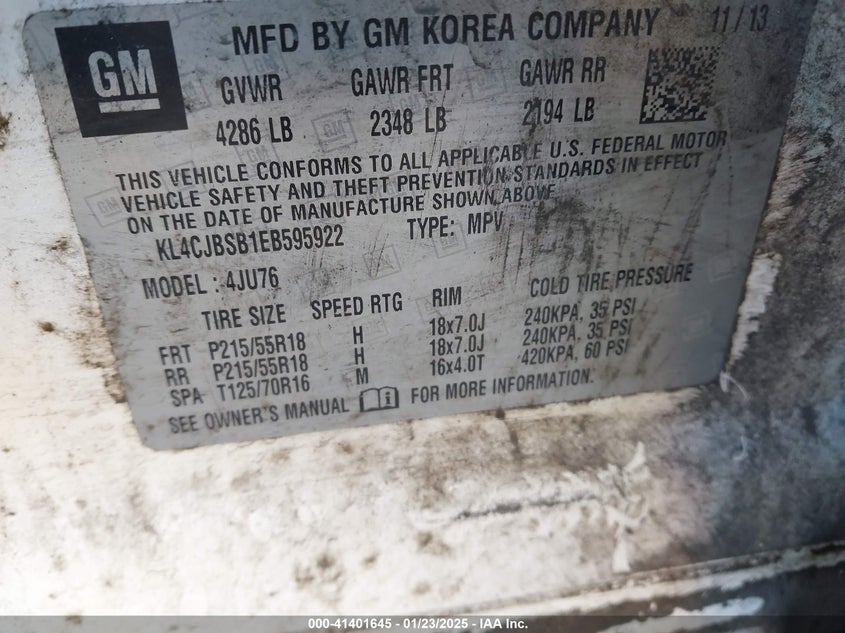 GM
MFD BY GM KOREA COMPANY 11/13
GVWR GAWR FRT GAWR RR
4286 LB 2348 LB 2194 LB
THIS VEHICLE CONFORMS TO ALL APPLICABLE U.S. FEDERAL MOTOR
VEHICLE SAFETY AND THEFT PREVENTION STANDARDS IN EFFECT
ON THE DATE OF MANUFACTURE SHOWN ABOVE
KL4CJBSB1EB595922 TYPE: MPV
MODEL: 4JU76
TIRE SIZE SPEED RTG RIM COLD TIRE PRESSURE
FRT P215/55R18 H 18x7.0J 240KPA, 35 PSI
RR P215/55R18 H 18x7.0J 240KPA, 35 PSI
SPA T125/70R16 M 16x4.0T 420KPA, 60 PSI
SEE OWNER'S MANUAL FOR MORE INFORMATION.
000-41401645 - 01/23/2025 - IAA Inc.